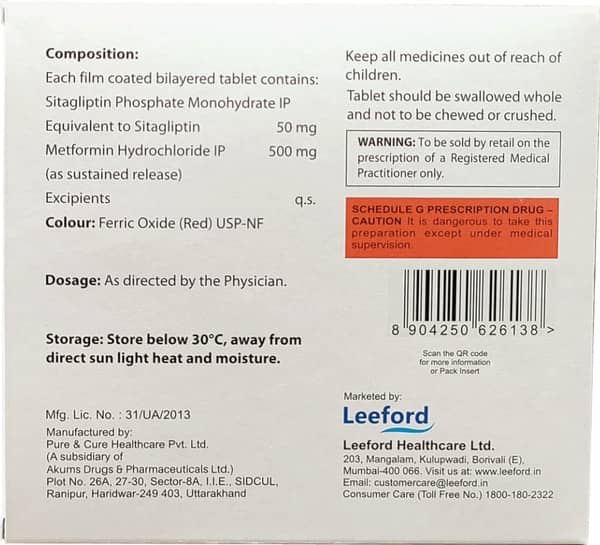 Composition:
Each film coated bilayered tablet contains:
Sitagliptin Phosphate Monohydrate IP
Equivalent to Sitagliptin 50 mg
Metformin Hydrochloride IP 500 mg
(as sustained release)
Excipients q.s.
Colour: Ferric Oxide (Red) USP-NF
Dosage: As directed by the Physician.
Storage: Store below 30°C, away from
direct sun light heat and moisture.
Mfg. Lic. No. : 31/UA/2013
Manufactured by:
Pure & Cure Healthcare Pvt. Ltd.
(A subsidiary of
Akums Drugs & Pharmaceuticals Ltd.)
Plot No. 26A, 27-30, Sector-8A, I.I.E., SIDCUL,
Ranipur, Haridwar-249 403, Uttarakhand
Keep all medicines out of reach of
children.
Tablet should be swallowed whole
and not to be chewed or crushed.
WARNING: To be sold by retail on the
prescription of a Registered Medical
Practitioner only.
SCHEDULE G PRESCRIPTION DRUG –
CAUTION It is dangerous to take this
preparation except under medical
supervision.
8 904250 626138 >
Scan the QR code
for more information
or Pack Insert
Marketed by:
Leeford
Leeford Healthcare Ltd.
203, Mangalam, Kulupwadi, Borivali (E),
Mumbai-400 066. Visit us at: www.leeford.in
Email: customercare@leeford.in
Consumer Care (Toll Free No.) 1800-180-2322